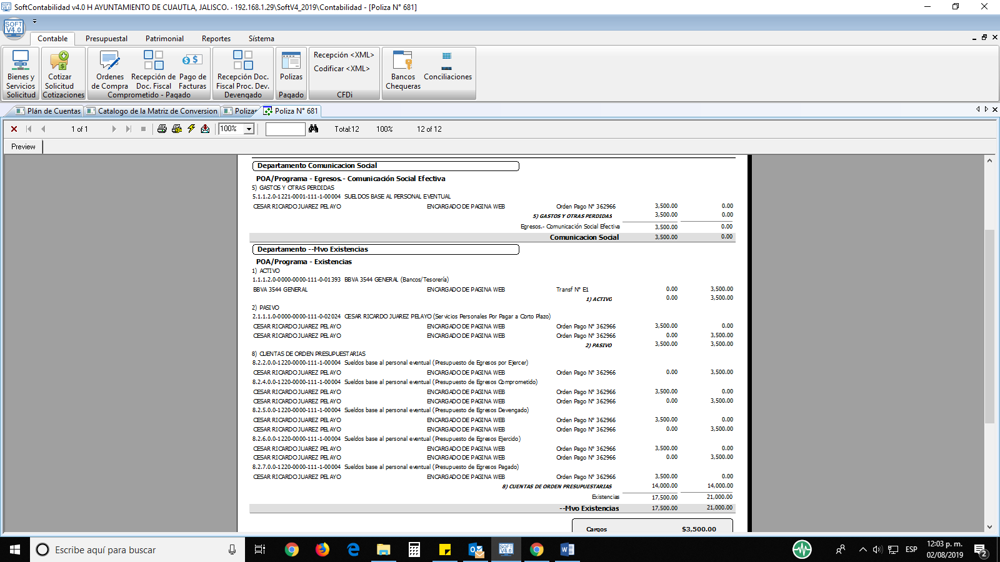 SoftContabilidad v4.0 H AYUNTAMIENTO DE CUAUTLA, JALISCO. - 192.168.1.29\SoftV4_2019\Contabilidad - [Poliza N° 681]
SOFT V4.0
Contable Presupuestal Patrimonial Reportes Sístema
Bienes y Servicios Solicitud
Cotizar Solicitud Cotizaciones
Ordenes de Compra Recepción de Doc. Fiscal Pago de Facturas
Comprometido - Pagado
Recepción Doc. Fiscal Proc. Dev.
Devengado
Polizas
Pagado
Recepción <XML>
Codificar <XML>
CFDi
Bancos Chequeras Conciliaciones
Plán de Cuentas Catalogo de la Matriz de Conversion Polizas Poliza N° 681
1 of 1 100% Total:12 100% 12 of 12
Preview
Departamento Comunicacion Social
POA/Programa - Egresos.- Comunicación Social Efectiva
5) GASTOS Y OTRAS PERDIDAS
5.1.1.2.0-1221-0001-111-1-00004 SUELDOS BASE AL PERSONAL EVENTUAL
CESAR RICARDO JUAREZ PELAYO ENCARGADO DE PAGINA WEB Orden Pago N° 362966 3,500.00 0.00
5) GASTOS Y OTRAS PERDIDAS 3,500.00 0.00
Egresos.- Comunicación Social Efectiva 3,500.00 0.00
Comunicacion Social 3,500.00 0.00
Departamento --Mvo Existencias
POA/Programa - Existencias
1) ACTIVO
1.1.1.2.0-0000-0000-111-0-01393 BBVA 3544 GENERAL (Bancos/Tesorería)
BBVA 3544 GENERAL ENCARGADO DE PAGINA WEB Transf N° E1 0.00 3,500.00
1) ACTIVO 0.00 3,500.00
2) PASIVO
2.1.1.1.0-0000-0000-111-0-02024 CESAR RICARDO JUAREZ PELAYO (Servicios Personales Por Pagar a Corto Plazo)
CESAR RICARDO JUAREZ PELAYO ENCARGADO DE PAGINA WEB Orden Pago N° 362966 3,500.00 0.00
CESAR RICARDO JUAREZ PELAYO ENCARGADO DE PAGINA WEB Orden Pago N° 362966 0.00 3,500.00
2) PASIVO 3,500.00 3,500.00
8) CUENTAS DE ORDEN PRESUPUESTARIAS
8.2.2.0.0-1220-0000-111-1-00004 Sueldos base al personal eventual (Presupuesto de Egresos por Ejercer)
CESAR RICARDO JUAREZ PELAYO ENCARGADO DE PAGINA WEB Orden Pago N° 362966 0.00 3,500.00
8.2.4.0.0-1220-0000-111-1-00004 Sueldos base al personal eventual (Presupuesto de Egresos Comprometido)
CESAR RICARDO JUAREZ PELAYO ENCARGADO DE PAGINA WEB Orden Pago N° 362966 3,500.00 0.00
CESAR RICARDO JUAREZ PELAYO ENCARGADO DE PAGINA WEB Orden Pago N° 362966 0.00 3,500.00
8.2.5.0.0-1220-0000-111-1-00004 Sueldos base al personal eventual (Presupuesto de Egresos Devengado)
CESAR RICARDO JUAREZ PELAYO ENCARGADO DE PAGINA WEB Orden Pago N° 362966 3,500.00 0.00
CESAR RICARDO JUAREZ PELAYO ENCARGADO DE PAGINA WEB Orden Pago N° 362966 0.00 3,500.00
8.2.6.0.0-1220-0000-111-1-00004 Sueldos base al personal eventual (Presupuesto de Egresos Ejercido)
CESAR RICARDO JUAREZ PELAYO ENCARGADO DE PAGINA WEB Orden Pago N° 362966 3,500.00 0.00
CESAR RICARDO JUAREZ PELAYO ENCARGADO DE PAGINA WEB Orden Pago N° 362966 0.00 3,500.00
8.2.7.0.0-1220-0000-111-1-00004 Sueldos base al personal eventual (Presupuesto de Egresos Pagado)
CESAR RICARDO JUAREZ PELAYO ENCARGADO DE PAGINA WEB Orden Pago N° 362966 3,500.00 0.00
8) CUENTAS DE ORDEN PRESUPUESTARIAS 14,000.00 14,000.00
Existencias 17,500.00 21,000.00
--Mvo Existencias 17,500.00 21,000.00
Cargos $3,500.00
Escribe aquí para buscar
ESP
12:03 p. m.
02/08/2019
2